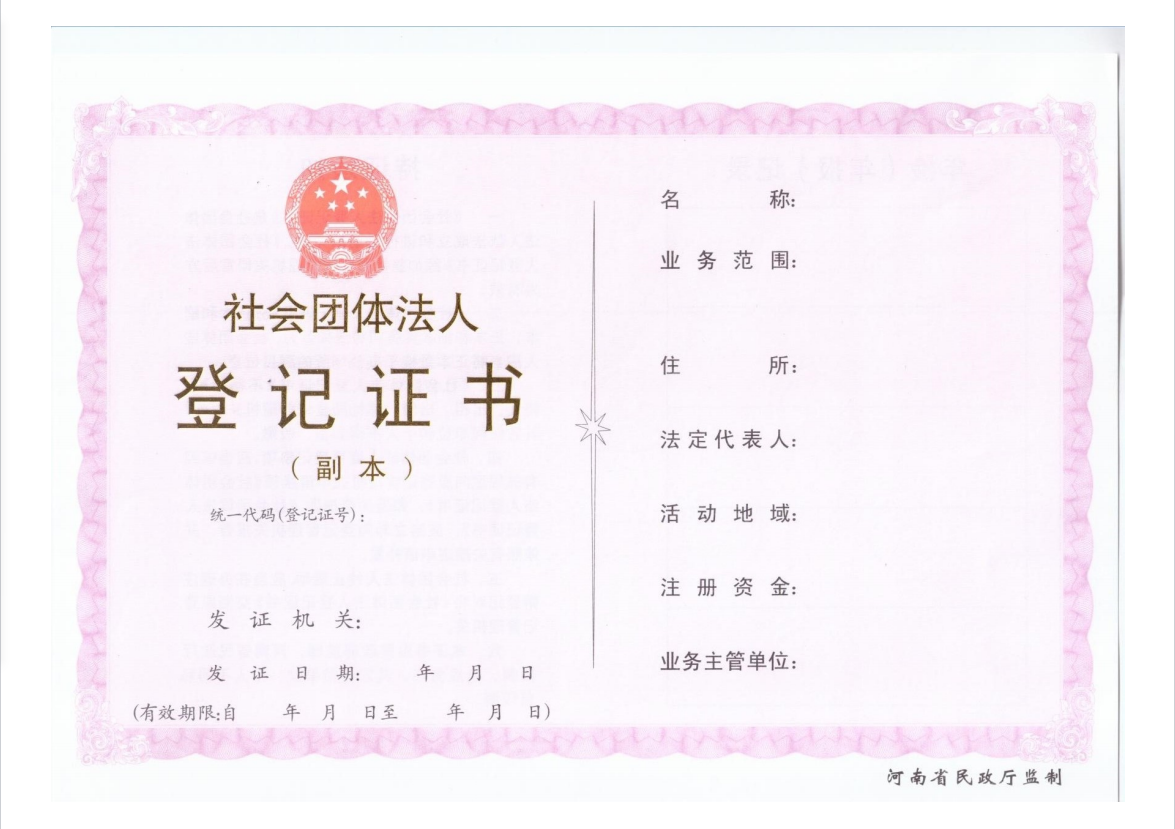 社会团体法人
登记证书
（副本）
统一代码(登记证号)：
发证机关:
发证日期: 年 月 日
(有效期限:自 年 月 日至 年 月 日)
名称:
业务范围:
住所:
法定代表人:
活动地域:
注册资金:
业务主管单位:
河南省民政厅监制